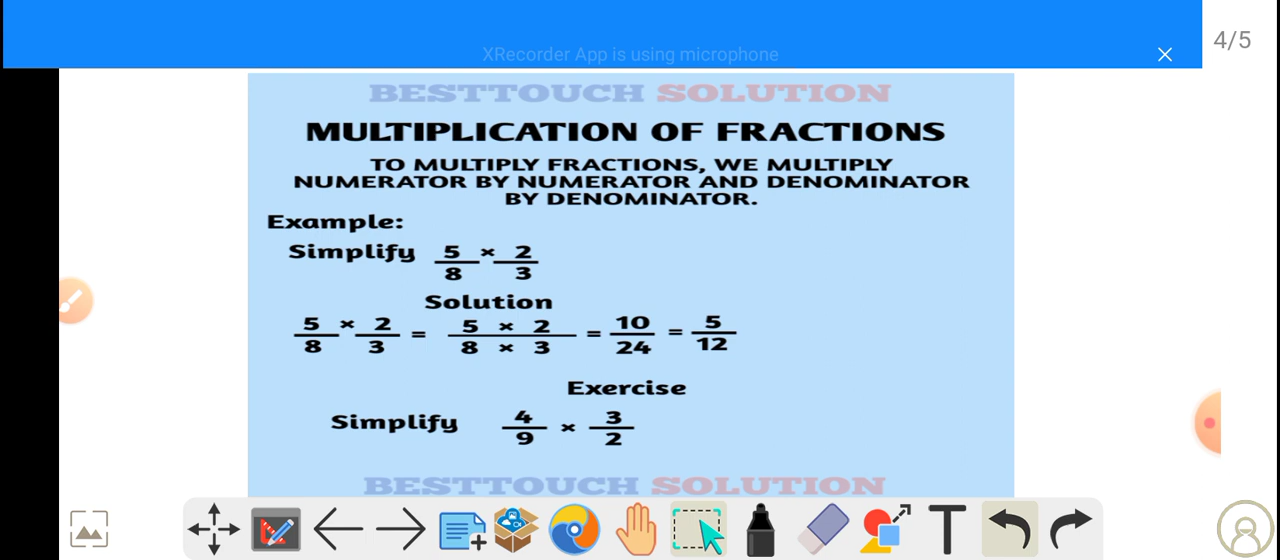 XRecorder App is using microphone
4/5
BESTTOUCH SOLUTION
MULTIPLICATION OF FRACTIONS
TO MULTIPLY FRACTIONS, WE MULTIPLY
NUMERATOR BY NUMERATOR AND DENOMINATOR
BY DENOMINATOR.
Example:
Simplify 5/8 × 2/3
Solution
5/8 × 2/3 = 5 × 2/8 × 3 = 10/24 = 5/12
Exercise
Simplify 4/9 × 3/2
BESTTOUCH SOLUTION
T